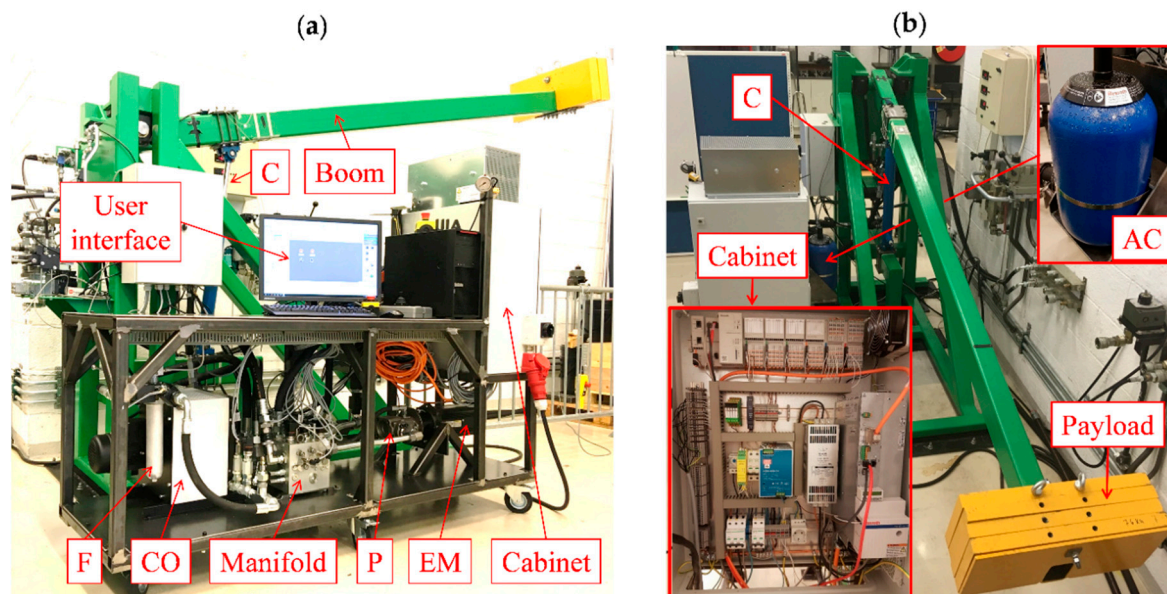 (a)
(b)
C
Boom
User
interface
F
CO
Manifold
P
EM
Cabinet
C
Cabinet
AC
Payload